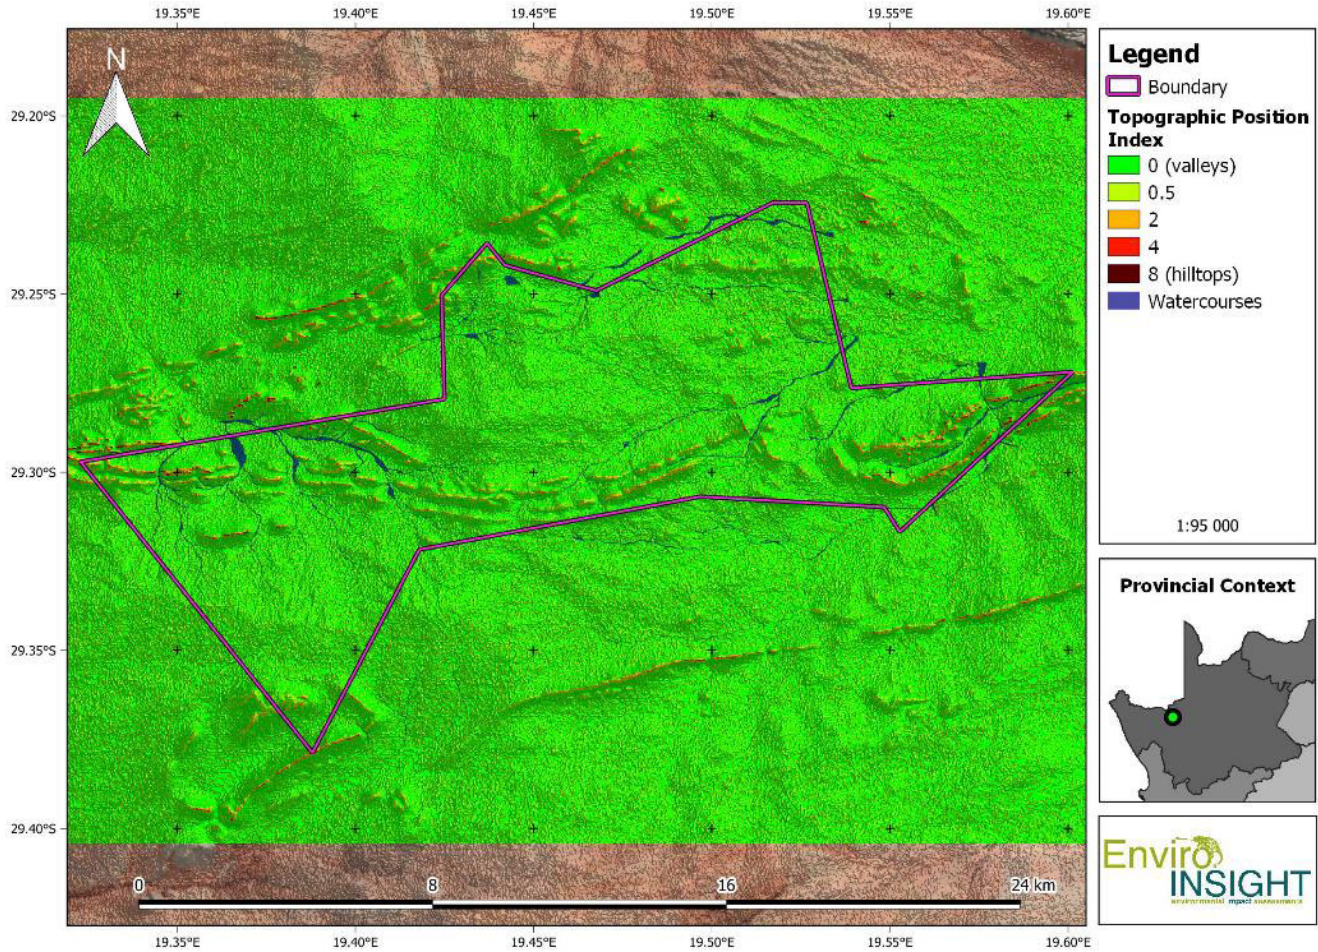 19.35°E 19.40°E 19.45°E 19.50°E 19.55°E 19.60°E
N
29.20°S
29.25°S
29.30°S
29.35°S
29.40°S
0 8 16 24 km
19.35°E 19.40°E 19.45°E 19.50°E 19.55°E 19.60°E
Legend
Boundary
Topographic Position
Index
0 (valleys)
0.5
2
4
8 (hilltops)
Watercourses
1:95 000
Provincial Context
Enviro
INSIGHT
environmental impact assessments